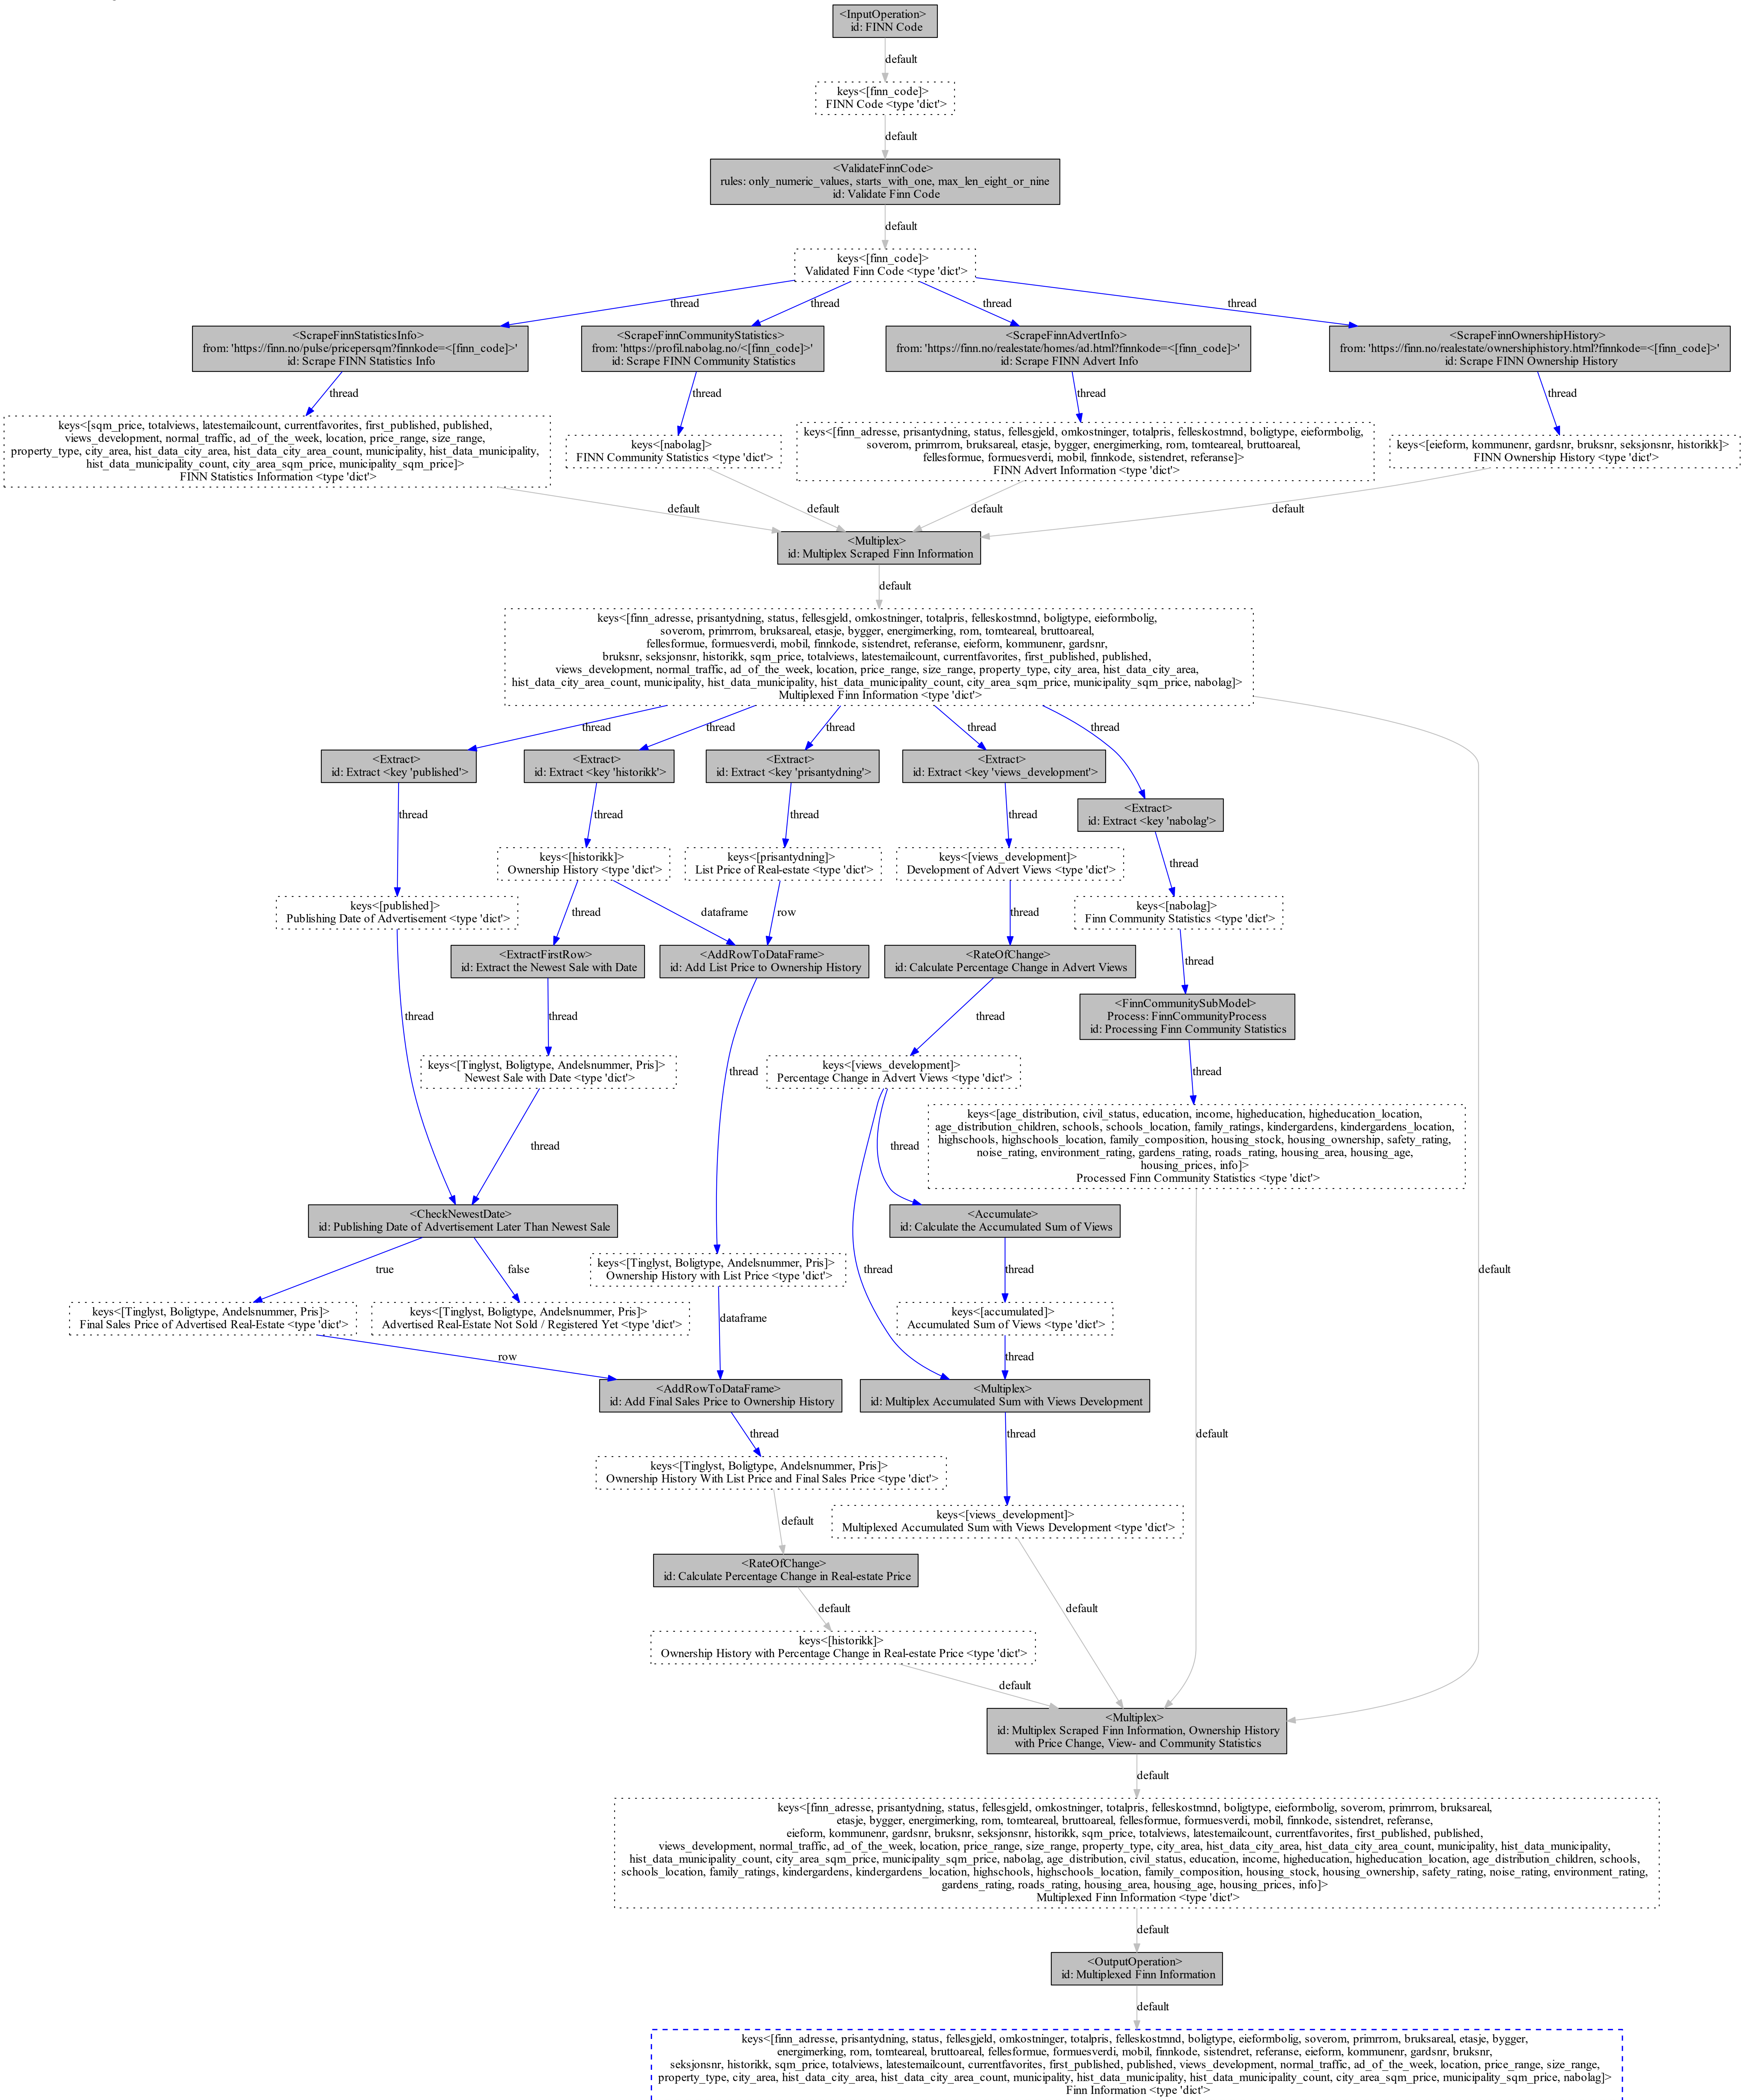 <InputOperation>
id: FINN Code
default
keys<[finn_code]>
FINN Code <type 'dict'>
default
<ValidateFinnCode>
rules: only_numeric_values, starts_with_one, max_len_eight_or_nine
id: Validate Finn Code
default
keys<[finn_code]>
Validated Finn Code <type 'dict'>
thread
thread
thread
thread
<ScrapeFinnStatisticsInfo>
from: 'https://finn.no/pulse/pricepersqm?finnkode=<[finn_code]>'
id: Scrape FINN Statistics Info
<ScrapeFinnCommunityStatistics>
from: 'https://profil.nabolag.no/<[finn_code]>'
id: Scrape FINN Community Statistics
<ScrapeFinnAdvertInfo>
from: 'https://finn.no/realestate/homes/ad.html?finnkode=<[finn_code]>'
id: Scrape FINN Advert Info
<ScrapeFinnOwnershipHistory>
from: 'https://finn.no/realestate/ownershiphistory.html?finnkode=<[finn_code]>'
id: Scrape FINN Ownership History
thread
thread
thread
thread
keys<[sqm_price, totalviews, latestemailcount, currentfavorites, first_published, published,
views_development, normal_traffic, ad_of_the_week, location, price_range, size_range,
property_type, city_area, hist_data_city_area, hist_data_city_area_count, municipality, hist_data_municipality,
hist_data_municipality_count, city_area_sqm_price, municipality_sqm_price]>
FINN Statistics Information <type 'dict'>
keys<[nabolag]>
FINN Community Statistics <type 'dict'>
keys<[finn_adresse, prisantydning, status, fellesgjeld, omkostninger, totalpris, felleskostmnd, boligtype, eieformbolig,
soverom, primrrom, bruksareal, etasje, bygger, energimerking, rom, tomteareal, bruttoareal,
fellesformue, formuesverdi, mobil, finnkode, sistendret, referanse]>
FINN Advert Information <type 'dict'>
keys<[eieform, kommunenr, gardsnr, bruksnr, seksjonsnr, historikk]>
FINN Ownership History <type 'dict'>
default
default
default
default
<Multiplex>
id: Multiplex Scraped Finn Information
default
keys<[finn_adresse, prisantydning, status, fellesgjeld, omkostninger, totalpris, felleskostmnd, boligtype, eieformbolig,
soverom, primrrom, bruksareal, etasje, bygger, energimerking, rom, tomteareal, bruttoareal,
fellesformue, formuesverdi, mobil, finnkode, sistendret, referanse, eieform, kommunenr, gardsnr,
bruksnr, seksjonsnr, historikk, sqm_price, totalviews, latestemailcount, currentfavorites, first_published, published,
views_development, normal_traffic, ad_of_the_week, location, price_range, size_range, property_type, city_area, hist_data_city_area,
hist_data_city_area_count, municipality, hist_data_municipality, hist_data_municipality_count, city_area_sqm_price, municipality_sqm_price, nabolag]>
Multiplexed Finn Information <type 'dict'>
thread
thread
thread
thread
thread
<Extract>
id: Extract <key 'published'>
<Extract>
id: Extract <key 'historikk'>
<Extract>
id: Extract <key 'prisantydning'>
<Extract>
id: Extract <key 'views_development'>
<Extract>
id: Extract <key 'nabolag'>
thread
thread
thread
thread
thread
keys<[historikk]>
Ownership History <type 'dict'>
keys<[prisantydning]>
List Price of Real-estate <type 'dict'>
keys<[views_development]>
Development of Advert Views <type 'dict'>
keys<[published]>
Publishing Date of Advertisement <type 'dict'>
keys<[nabolag]>
Finn Community Statistics <type 'dict'>
thread
dataframe
row
thread
<ExtractFirstRow>
id: Extract the Newest Sale with Date
<AddRowToDataFrame>
id: Add List Price to Ownership History
<RateOfChange>
id: Calculate Percentage Change in Advert Views
thread
<FinnCommunitySubModel>
Process: FinnCommunityProcess
id: Processing Finn Community Statistics
thread
thread
thread
thread
thread
keys<[Tinglyst, Boligtype, Andelsnummer, Pris]>
Newest Sale with Date <type 'dict'>
keys<[views_development]>
Percentage Change in Advert Views <type 'dict'>
keys<[age_distribution, civil_status, education, income, higheducation, higheducation_location,
age_distribution_children, schools, schools_location, family_ratings, kindergardens, kindergardens_location,
highschools, highschools_location, family_composition, housing_stock, housing_ownership, safety_rating,
noise_rating, environment_rating, gardens_rating, roads_rating, housing_area, housing_age,
housing_prices, info]>
Processed Finn Community Statistics <type 'dict'>
thread
thread
<CheckNewestDate>
id: Publishing Date of Advertisement Later Than Newest Sale
<Accumulate>
id: Calculate the Accumulated Sum of Views
true
false
keys<[Tinglyst, Boligtype, Andelsnummer, Pris]>
Ownership History with List Price <type 'dict'>
thread
thread
default
keys<[Tinglyst, Boligtype, Andelsnummer, Pris]>
Final Sales Price of Advertised Real-Estate <type 'dict'>
keys<[Tinglyst, Boligtype, Andelsnummer, Pris]>
Advertised Real-Estate Not Sold / Registered Yet <type 'dict'>
dataframe
keys<[accumulated]>
Accumulated Sum of Views <type 'dict'>
row
thread
<AddRowToDataFrame>
id: Add Final Sales Price to Ownership History
<Multiplex>
id: Multiplex Accumulated Sum with Views Development
thread
thread
default
keys<[Tinglyst, Boligtype, Andelsnummer, Pris]>
Ownership History With List Price and Final Sales Price <type 'dict'>
keys<[views_development]>
Multiplexed Accumulated Sum with Views Development <type 'dict'>
default
<RateOfChange>
id: Calculate Percentage Change in Real-estate Price
default
default
keys<[historikk]>
Ownership History with Percentage Change in Real-estate Price <type 'dict'>
default
<Multiplex>
id: Multiplex Scraped Finn Information, Ownership History
with Price Change, View- and Community Statistics
default
keys<[finn_adresse, prisantydning, status, fellesgjeld, omkostninger, totalpris, felleskostmnd, boligtype, eieformbolig, soverom, primrrom, bruksareal,
etasje, bygger, energimerking, rom, tomteareal, bruttoareal, fellesformue, formuesverdi, mobil, finnkode, sistendret, referanse,
eieform, kommunenr, gardsnr, bruksnr, seksjonsnr, historikk, sqm_price, totalviews, latestemailcount, currentfavorites, first_published, published,
views_development, normal_traffic, ad_of_the_week, location, price_range, size_range, property_type, city_area, hist_data_city_area, hist_data_city_area_count, municipality, hist_data_municipality,
hist_data_municipality_count, city_area_sqm_price, municipality_sqm_price, nabolag, age_distribution, civil_status, education, income, higheducation, higheducation_location, age_distribution_children, schools,
schools_location, family_ratings, kindergardens, kindergardens_location, highschools, highschools_location, family_composition, housing_stock, housing_ownership, safety_rating, noise_rating, environment_rating,
gardens_rating, roads_rating, housing_area, housing_age, housing_prices, info]>
Multiplexed Finn Information <type 'dict'>
default
<OutputOperation>
id: Multiplexed Finn Information
default
keys<[finn_adresse, prisantydning, status, fellesgjeld, omkostninger, totalpris, felleskostmnd, boligtype, eieformbolig, soverom, primrrom, bruksareal, etasje, bygger,
energimerking, rom, tomteareal, bruttoareal, fellesformue, formuesverdi, mobil, finnkode, sistendret, referanse, eieform, kommunenr, gardsnr, bruksnr,
seksjonsnr, historikk, sqm_price, totalviews, latestemailcount, currentfavorites, first_published, published, views_development, normal_traffic, ad_of_the_week, location, price_range, size_range,
property_type, city_area, hist_data_city_area, hist_data_city_area_count, municipality, hist_data_municipality, hist_data_municipality_count, city_area_sqm_price, municipality_sqm_price, nabolag]>
Finn Information <type 'dict'>